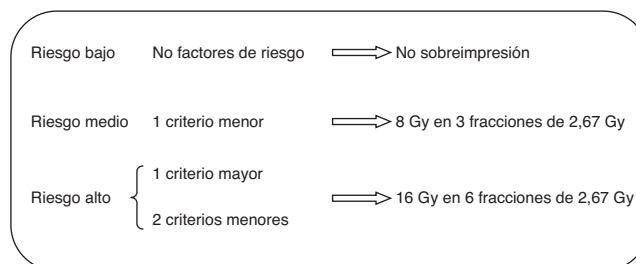 Riesgo bajo No factores de riesgo No sobreimpresión
Riesgo medio 1 criterio menor 8 Gy en 3 fracciones de 2,67 Gy
1 criterio mayor
Riesgo alto 16 Gy en 6 fracciones de 2,67 Gy
2 criterios menores